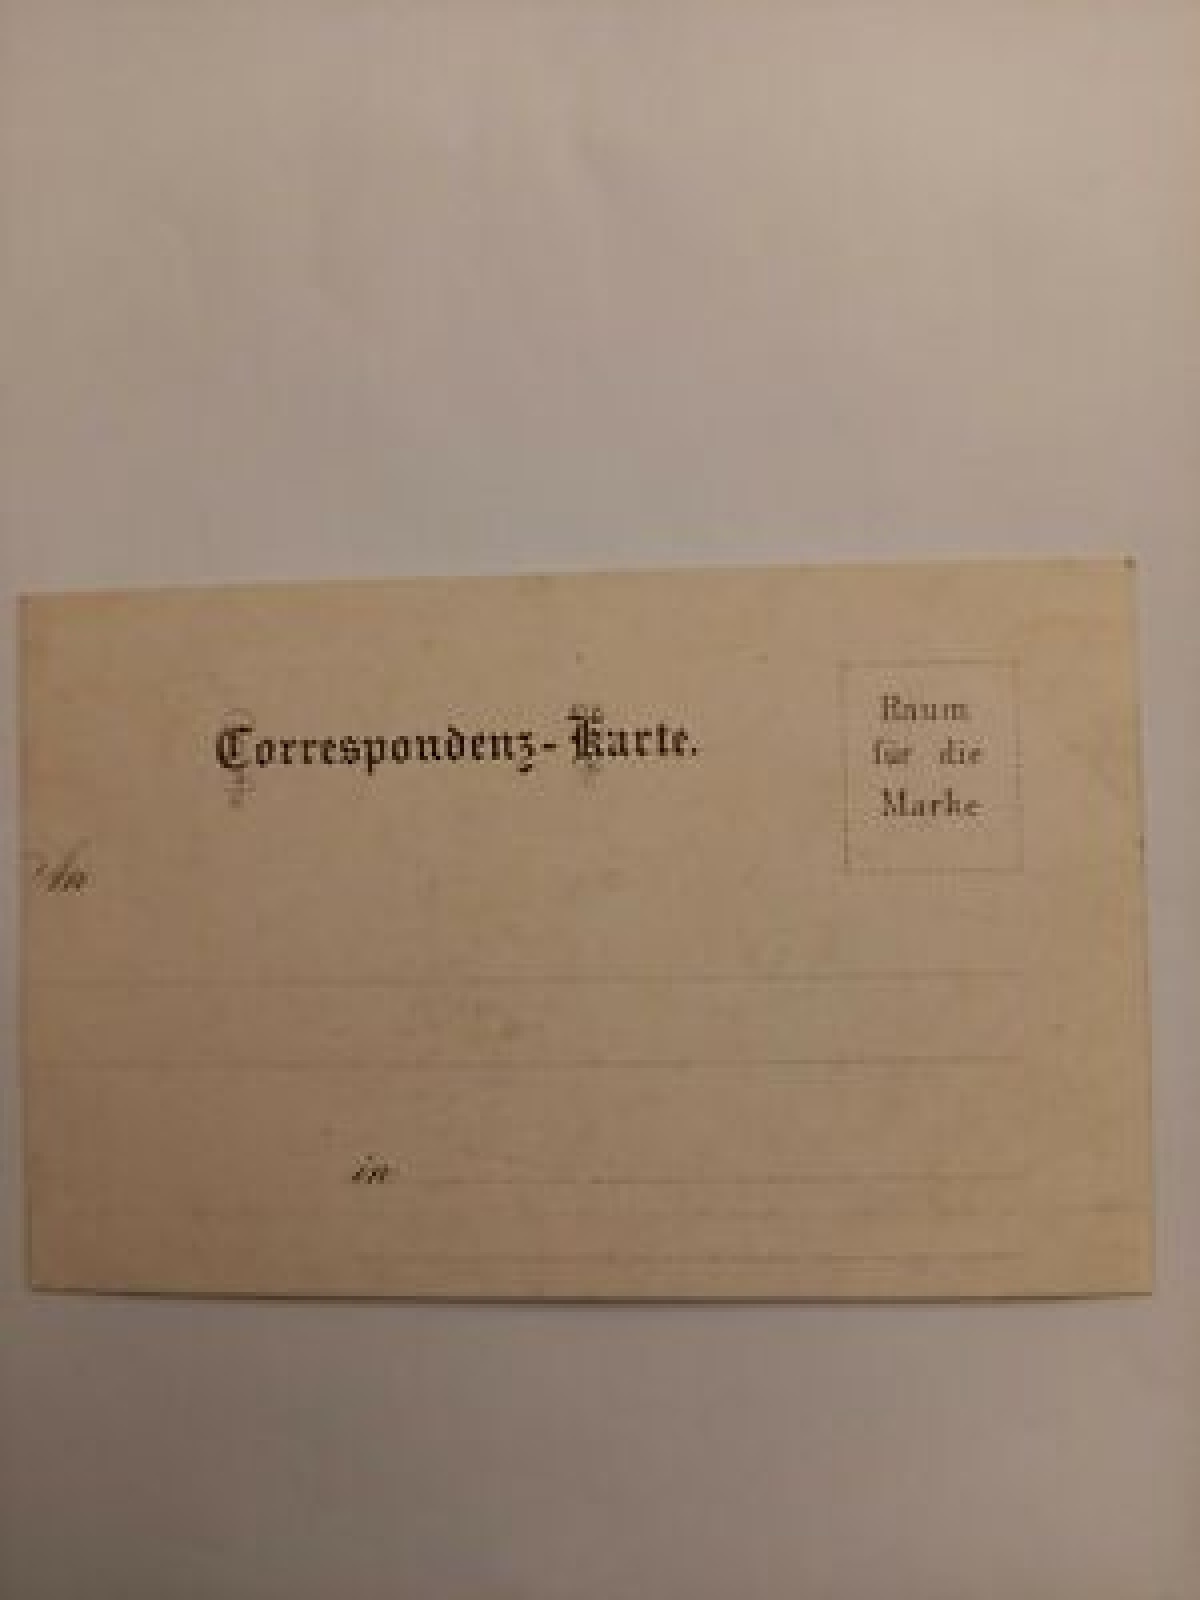 Correspondenz-Karte.
Raum
für die
Marke
An
in